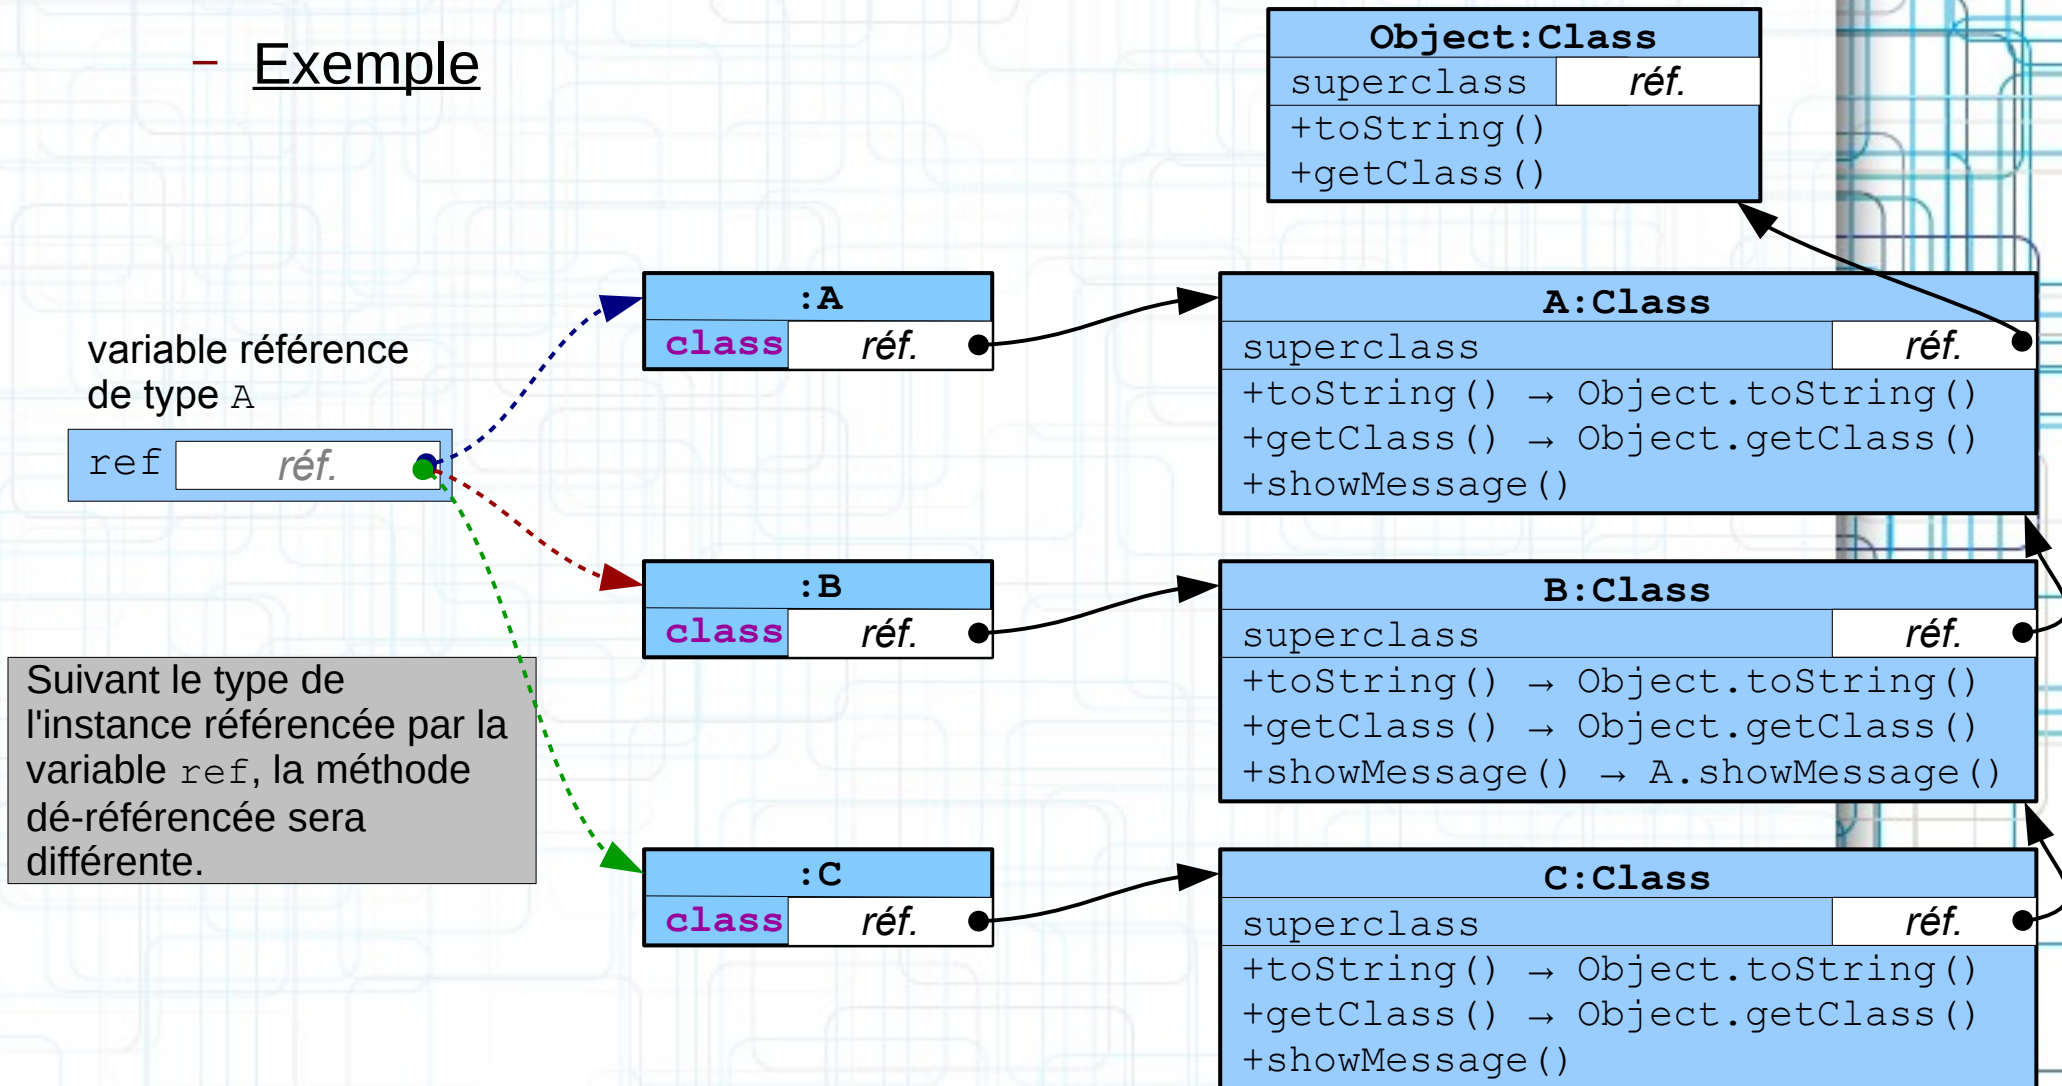 – Exemple
Object:Class
superclass réf.
+toString()
+getClass()
variable référence
de type A
ref réf.
Suivant le type de
l'instance référencée par la
variable ref, la méthode
dé-référencée sera
différente.
:A
class réf.
A:Class
superclass réf.
+toString() → Object.toString()
+getClass() → Object.getClass()
+showMessage()
:B
class réf.
B:Class
superclass réf.
+toString() → Object.toString()
+getClass() → Object.getClass()
+showMessage() → A.showMessage()
:C
class réf.
C:Class
superclass réf.
+toString() → Object.toString()
+getClass() → Object.getClass()
+showMessage()